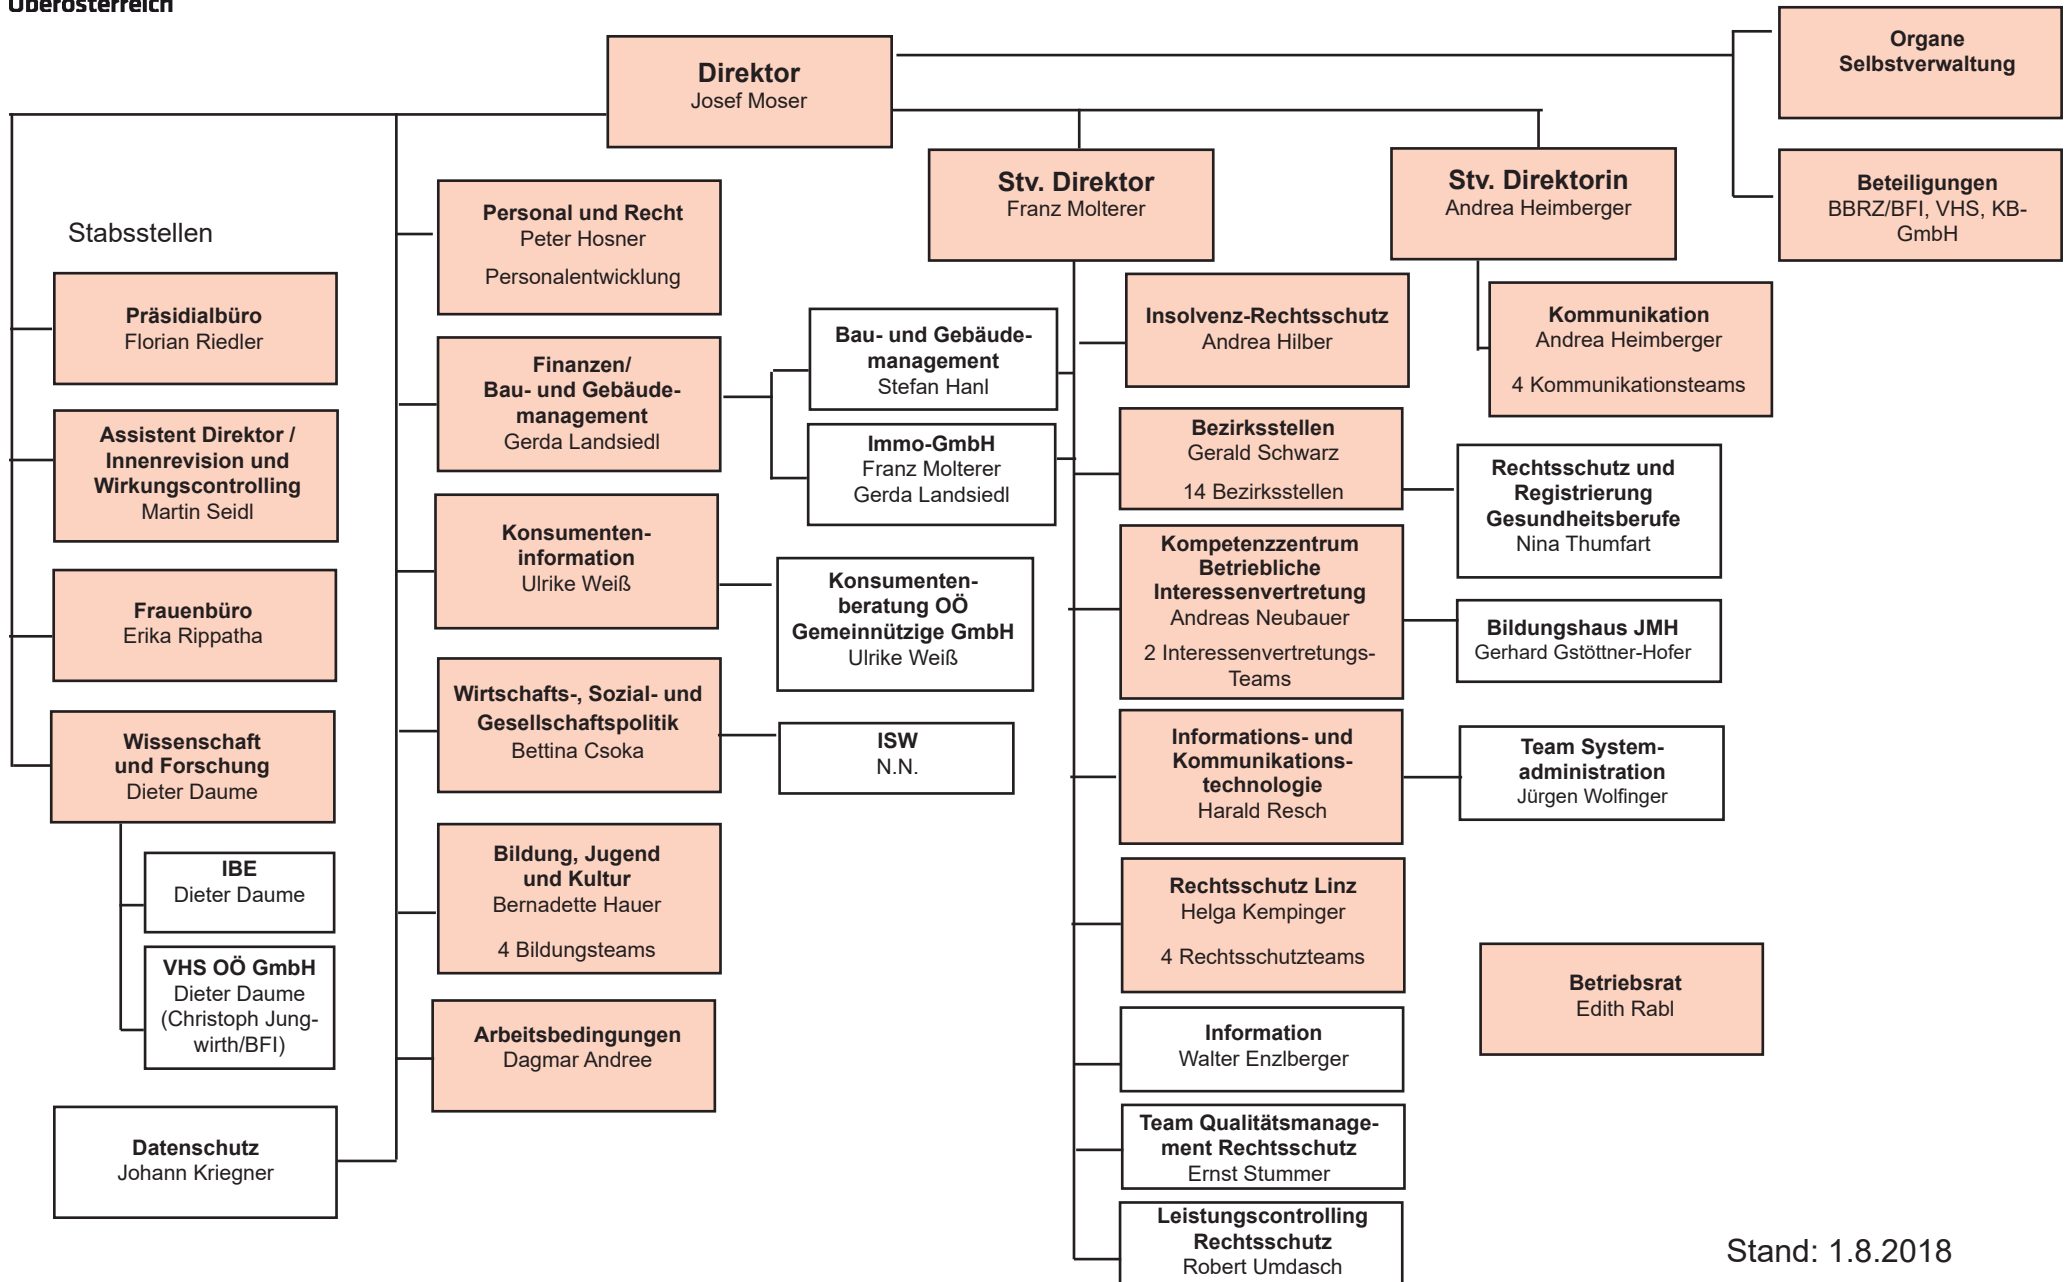 Oberösterreich
Direktor
Josef Moser
Organe
Selbstverwaltung
Beteiligungen
BBRZ/BFI, VHS, KB-
GmbH
Stv. Direktor
Franz Molterer
Stv. Direktorin
Andrea Heimberger
Stabsstellen
Präsidialbüro
Florian Riedler
Assistent Direktor /
Innenrevision und
Wirkungscontrolling
Martin Seidl
Frauenbüro
Erika Rippatha
Wissenschaft
und Forschung
Dieter Daume
IBE
Dieter Daume
VHS OÖ GmbH
Dieter Daume
(Christoph Jung-
wirth/BFI)
Datenschutz
Johann Kriegner
Personal und Recht
Peter Hosner
Personalentwicklung
Finanzen/
Bau- und Gebäude-
management
Gerda Landsiedl
Konsumenten-
information
Ulrike Weiß
Wirtschafts-, Sozial- und
Gesellschaftspolitik
Bettina Csoka
Bildung, Jugend
und Kultur
Bernadette Hauer
4 Bildungsteams
Arbeitsbedingungen
Dagmar Andree
Bau- und Gebäude-
management
Stefan Hanl
Immo-GmbH
Franz Molterer
Gerda Landsiedl
Konsumenten-
beratung OÖ
Gemeinnützige GmbH
Ulrike Weiß
ISW
N.N.
Insolvenz-Rechtsschutz
Andrea Hilber
Bezirksstellen
Gerald Schwarz
14 Bezirksstellen
Kompetenzzentrum
Betriebliche
Interessenvertretung
Andreas Neubauer
2 Interessenvertretungs-
Teams
Informations- und
Kommunikations-
technologie
Harald Resch
Rechtsschutz Linz
Helga Kempinger
4 Rechtsschutzteams
Information
Walter Enzlberger
Team Qualitätsmanage-
ment Rechtsschutz
Ernst Stummer
Leistungscontrolling
Rechtsschutz
Robert Umdasch
Kommunikation
Andrea Heimberger
4 Kommunikationsteams
Rechtsschutz und
Registrierung
Gesundheitsberufe
Nina Thumfart
Bildungshaus JMH
Gerhard Gstöttner-Hofer
Team System-
administration
Jürgen Wolfinger
Betriebsrat
Edith Rabl
Stand: 1.8.2018